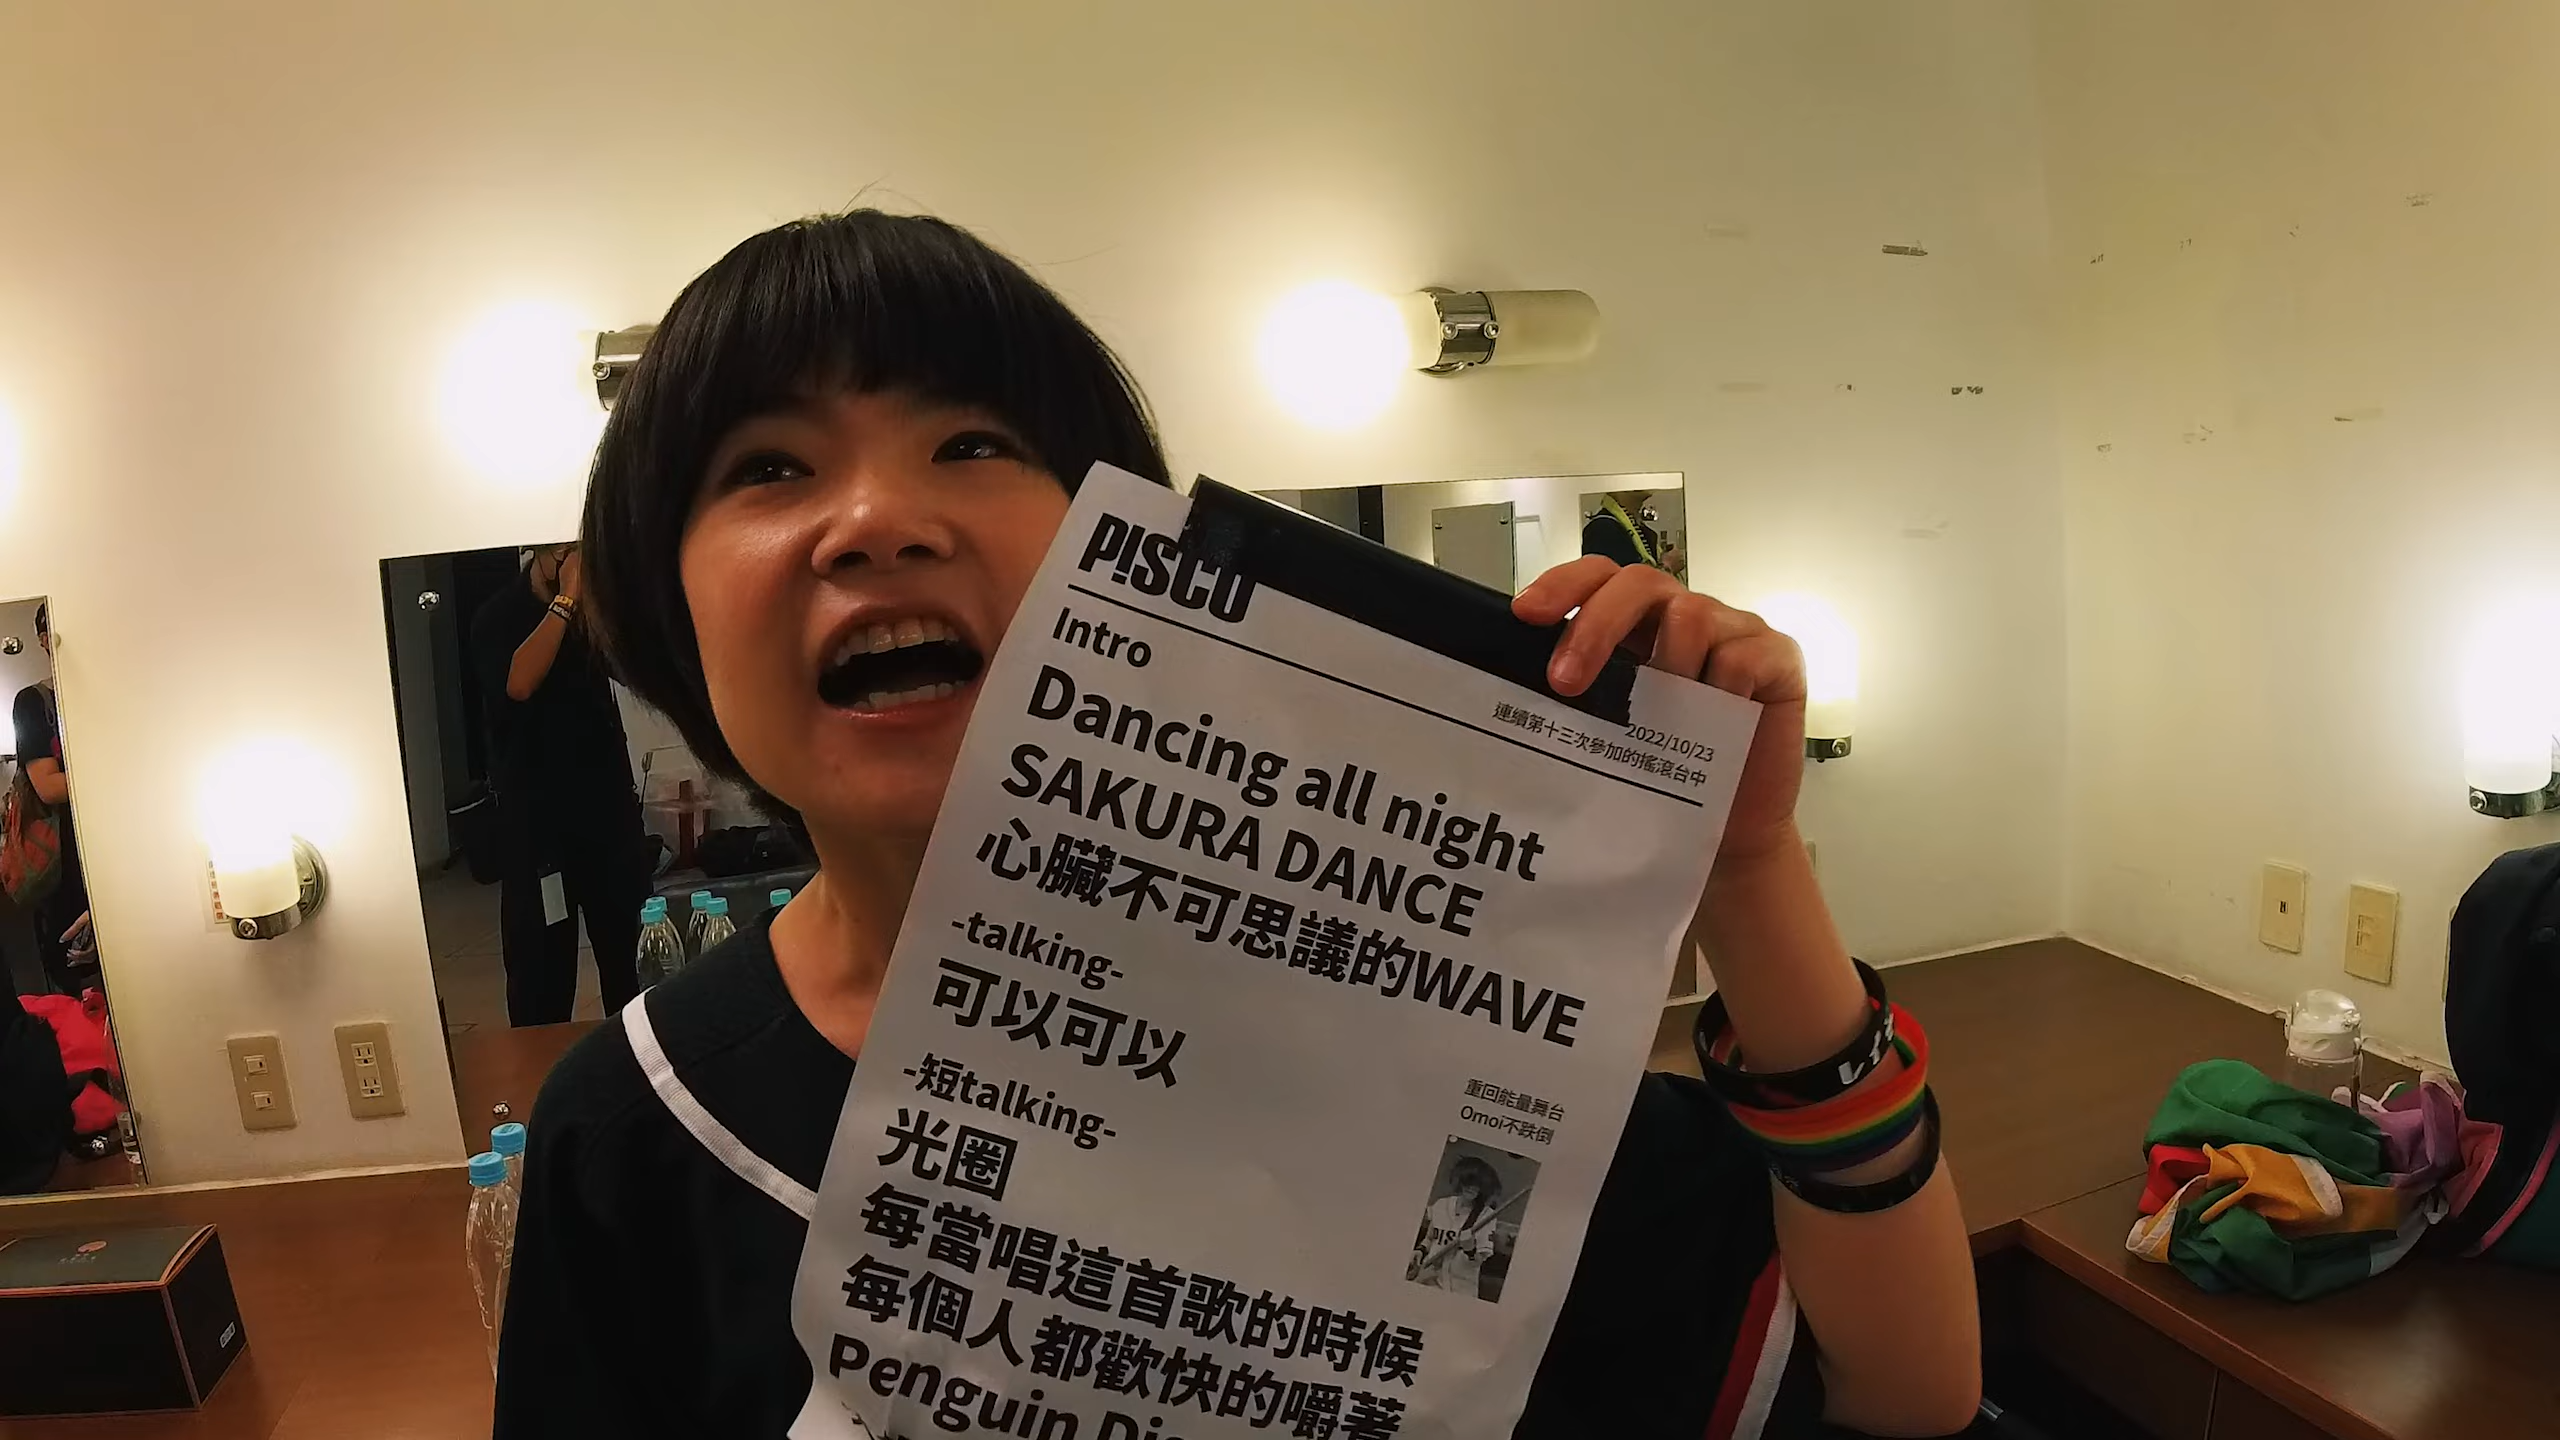 P!SCO
Intro
2022/10/23
連續第十三次參加的搖滾台中
Dancing all night
SAKURA DANCE
心臟不可思議的WAVE
-talking-
可以可以
-短talking-
重回能量舞台
Omoi不跌倒
光圈
每當唱這首歌的時候
每個人都歡快的嚼著
Penguin